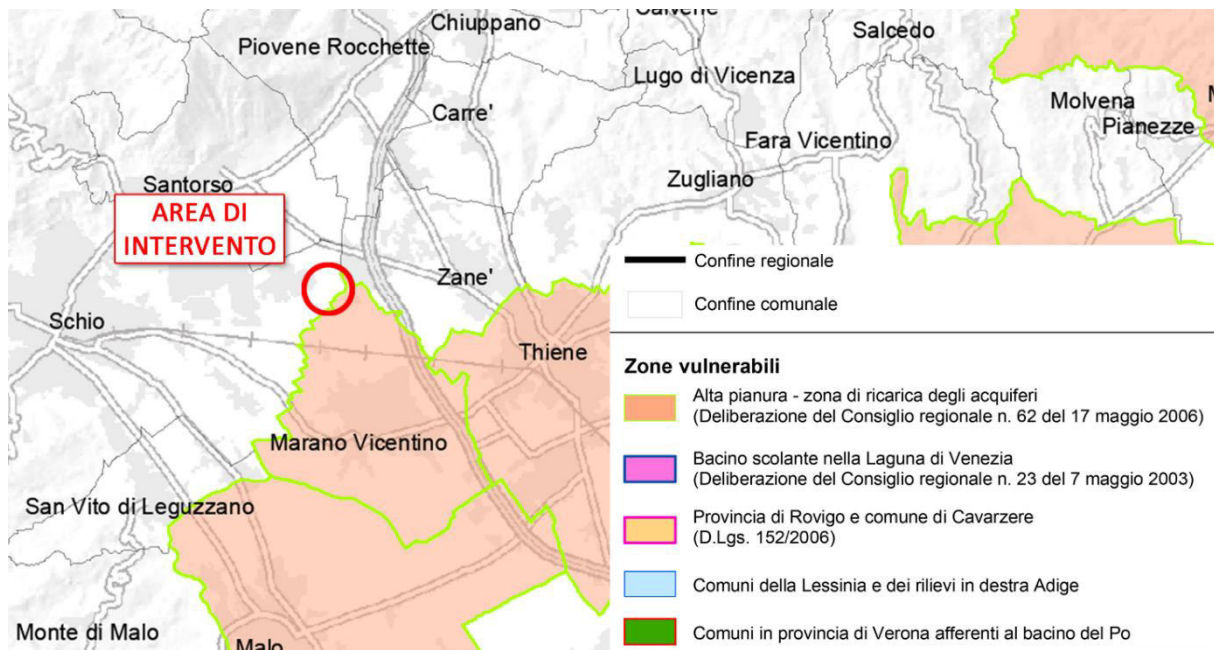 Chiuppano
Calvene
Salcedo
Piovene Rocchette
Lugo di Vicenza
Molvena
Pianezze
Carre'
Fara Vicentino
Zugliano
Santorso
AREA DI
INTERVENTO
Zane'
Schio
Thiene
Marano Vicentino
San Vito di Leguzzano
Monte di Malo
Malo
Confine regionale
Confine comunale
Zone vulnerabili
Alta pianura - zona di ricarica degli acquiferi
(Deliberazione del Consiglio regionale n. 62 del 17 maggio 2006)
Bacino scolante nella Laguna di Venezia
(Deliberazione del Consiglio regionale n. 23 del 7 maggio 2003)
Provincia di Rovigo e comune di Cavarzere
(D.Lgs. 152/2006)
Comuni della Lessinia e dei rilievi in destra Adige
Comuni in provincia di Verona afferenti al bacino del Po